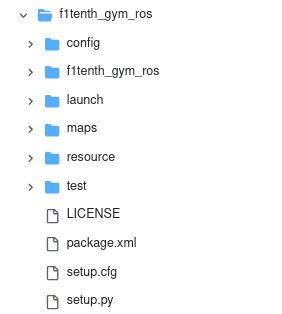 f1tenth_gym_ros
config
f1tenth_gym_ros
launch
maps
resource
test
LICENSE
package.xml
setup.cfg
setup.py